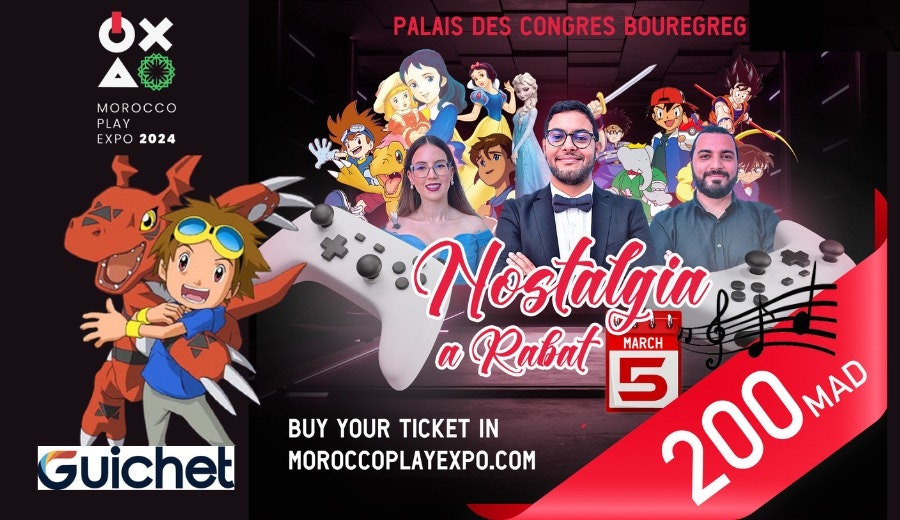 PALAIS DES CONGRES BOUREGREG
MOROCCO
PLAY
EXPO 2024
Nostalgia
a Rabat
MARCH
5
200 MAD
BUY YOUR TICKET IN
MOROCCOPLAYEXPO.COM
Guichet